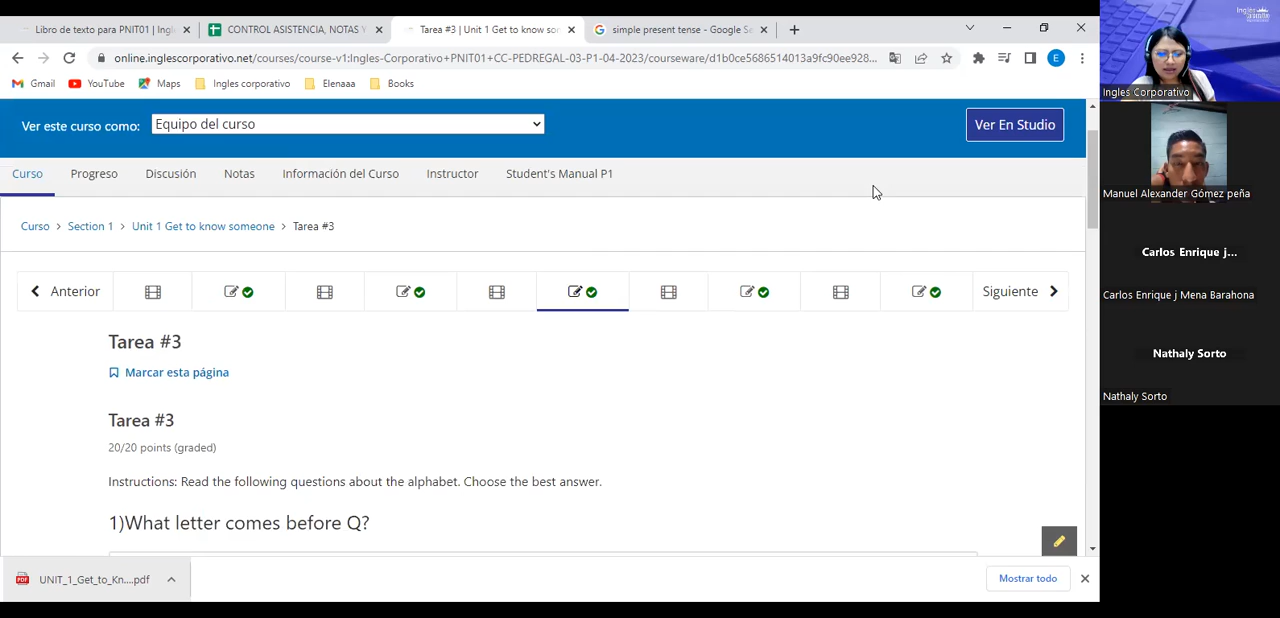 Libro de texto para PNIT01 | Ingl
CONTROL ASISTENCIA, NOTAS Y
Tarea #3 | Unit 1 Get to know so
simple present tense - Google Se
online.inglescorporativo.net/courses/course-v1:Ingles-Corporativo+PNIT01+CC-PEDREGAL-03-P1-04-2023/courseware/d1b0ce5686514013a9fc90ee928...
E
Gmail
YouTube
Maps
Ingles corporativo
Elenaaa
Books
Ver este curso como:
Equipo del curso
Ver En Studio
Curso
Progreso
Discusión
Notas
Información del Curso
Instructor
Student's Manual P1
Curso > Section 1 > Unit 1 Get to know someone > Tarea #3
Anterior
Siguiente
Tarea #3
Marcar esta página
Tarea #3
20/20 points (graded)
Instructions: Read the following questions about the alphabet. Choose the best answer.
1)What letter comes before Q?
PDF
UNIT_1_Get_to_Kn....pdf
Mostrar todo
Ingles Corporativo
Manuel Alexander Gómez peña
Carlos Enrique j...
Carlos Enrique j Mena Barahona
Nathaly Sorto
Nathaly Sorto